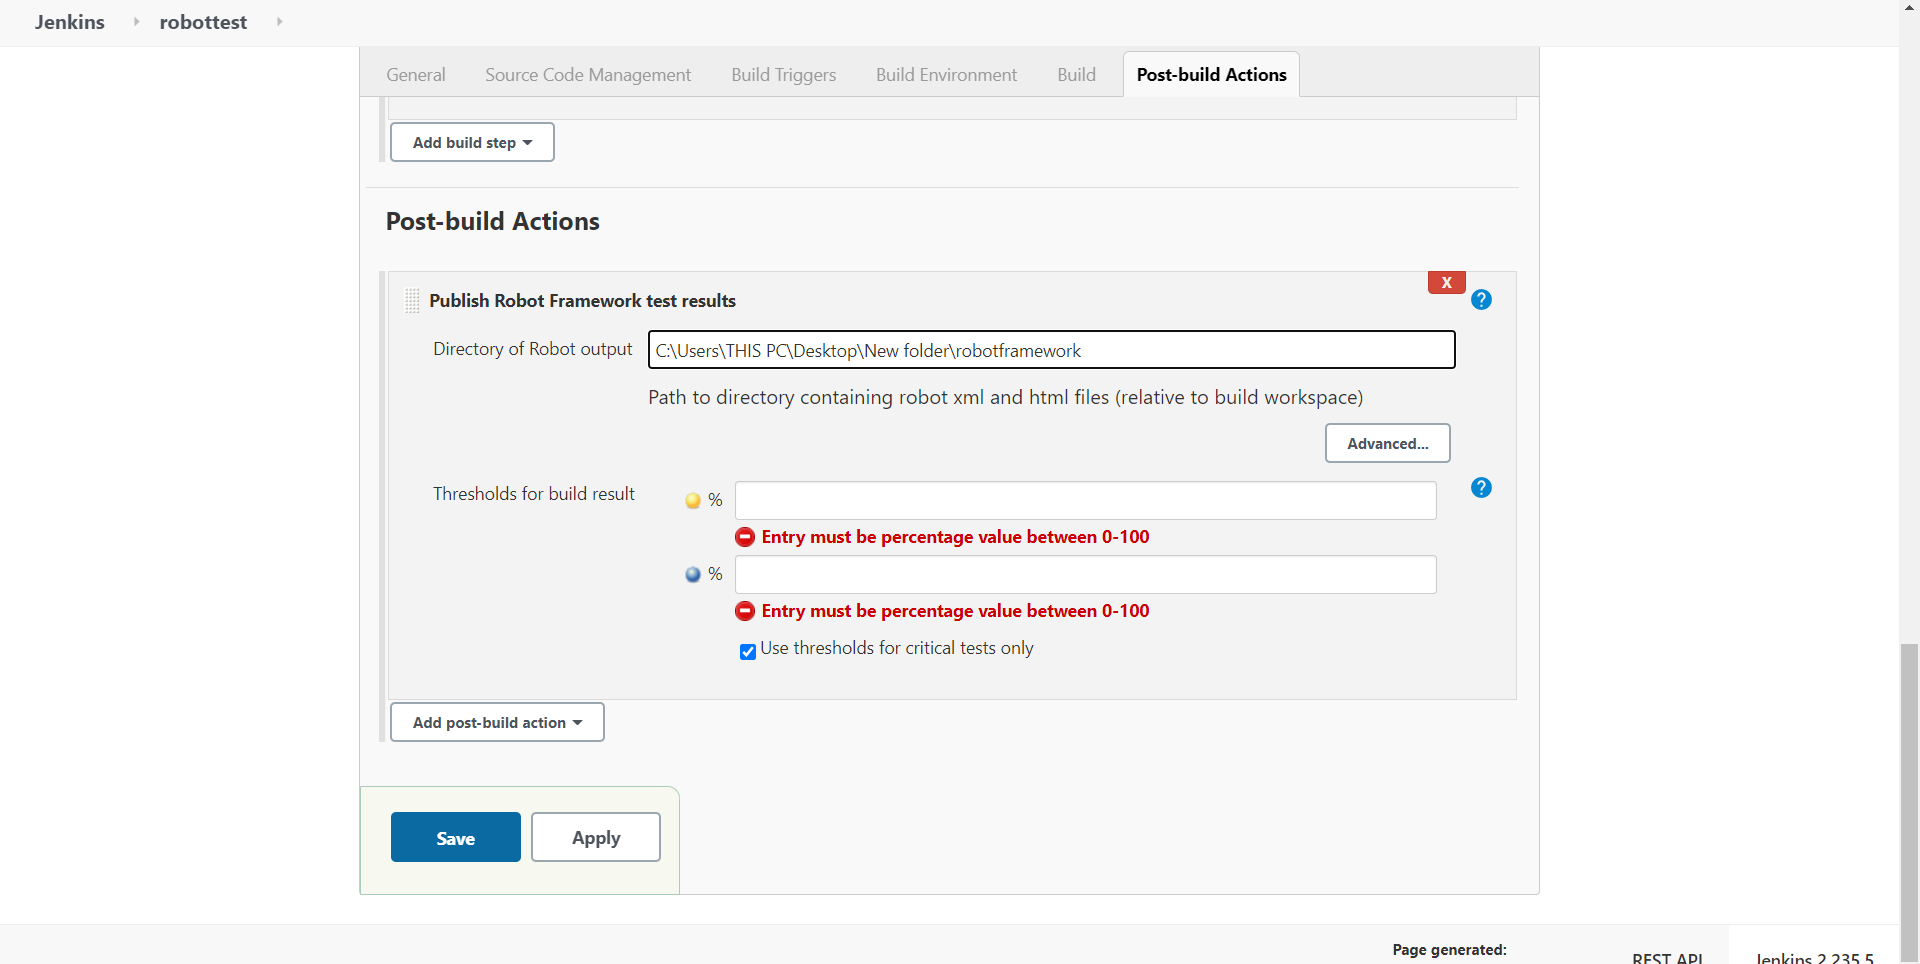 Jenkins robottest
General Source Code Management Build Triggers Build Environment Build Post-build Actions
Add build step
Post-build Actions
X
Publish Robot Framework test results ?
Directory of Robot output C:\Users\THIS PC\Desktop\New folder\robotframework
Path to directory containing robot xml and html files (relative to build workspace)
Advanced...
Thresholds for build result % ?
Entry must be percentage value between 0-100
%
Entry must be percentage value between 0-100
Use thresholds for critical tests only
Add post-build action
Save Apply
Page generated:
REST API Jenkins 2.235.5